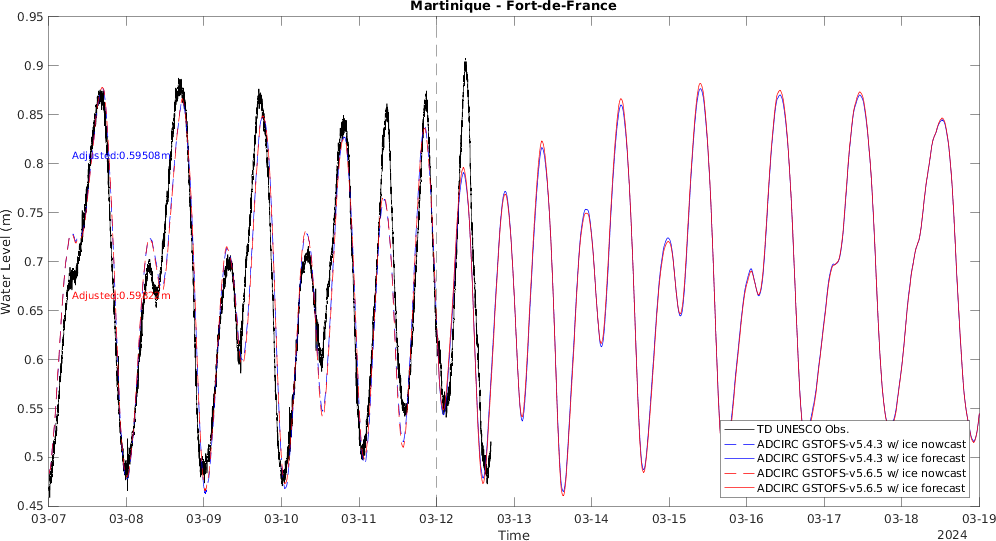 Martinique - Fort-de-France
Water Level (m)
0.95
0.9
0.85
0.8
0.75
0.7
0.65
0.6
0.55
0.5
0.45
Adjusted:0.59508m
TD UNESCO Obs.
ADCIRC GSTOFS-v5.4.3 w/ ice nowcast
ADCIRC GSTOFS-v5.4.3 w/ ice forecast
ADCIRC GSTOFS-v5.6.5 w/ ice nowcast
ADCIRC GSTOFS-v5.6.5 w/ ice forecast
03-07 03-08 03-09 03-10 03-11 03-12 03-13 03-14 03-15 03-16 03-17 03-18 03-19
Time
2024